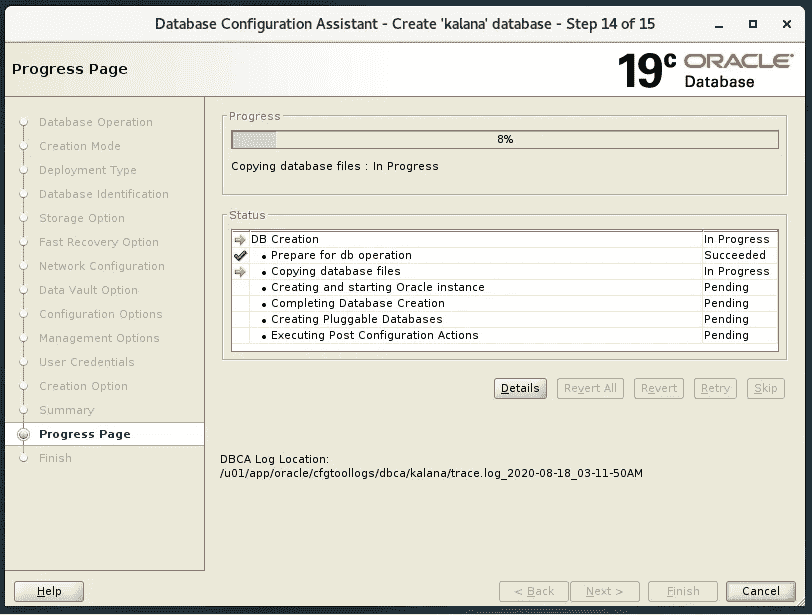 Database Configuration Assistant - Create 'kalana' database - Step 14 of 15
Progress Page
19c ORACLE
Database
Database Operation
Creation Mode
Deployment Type
Database Identification
Storage Option
Fast Recovery Option
Network Configuration
Data Vault Option
Configuration Options
Management Options
User Credentials
Creation Option
Summary
Progress Page
Finish
Progress
8%
Copying database files : In Progress
Status
DB Creation In Progress
• Prepare for db operation Succeeded
• Copying database files In Progress
• Creating and starting Oracle instance Pending
• Completing Database Creation Pending
• Creating Pluggable Databases Pending
• Executing Post Configuration Actions Pending
Details Revert All Revert Retry Skip
DBCA Log Location:
/u01/app/oracle/cfgtoollogs/dbca/kalana/trace.log_2020-08-18_03-11-50AM
Help < Back Next > Finish Cancel